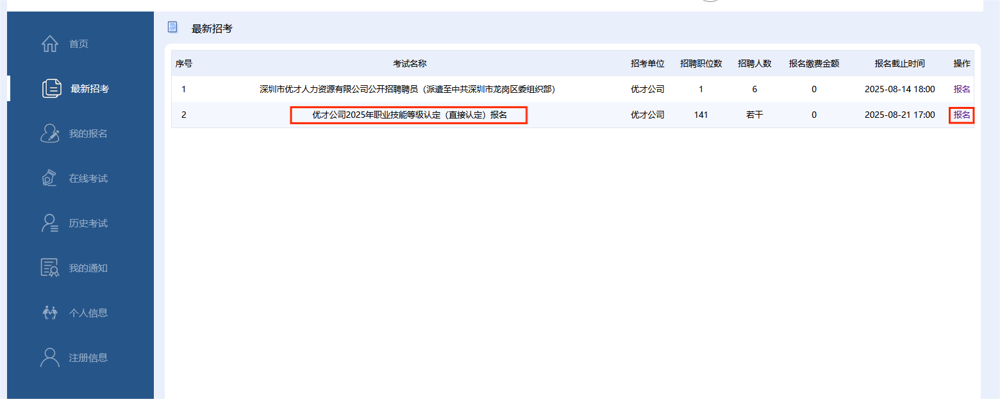 首页
最新招考
我的报名
在线考试
历史考试
我的通知
个人信息
注册信息
最新招考
序号 考试名称 招考单位 招聘职位数 招聘人数 报名缴费金额 报名截止时间 操作
1 深圳市优才人力资源有限公司公开招聘聘员（派遣至中共深圳市龙岗区委组织部） 优才公司 1 6 0 2025-08-14 18:00 报名
2 优才公司2025年职业技能等级认定（直接认定）报名 优才公司 141 若干 0 2025-08-21 17:00 报名